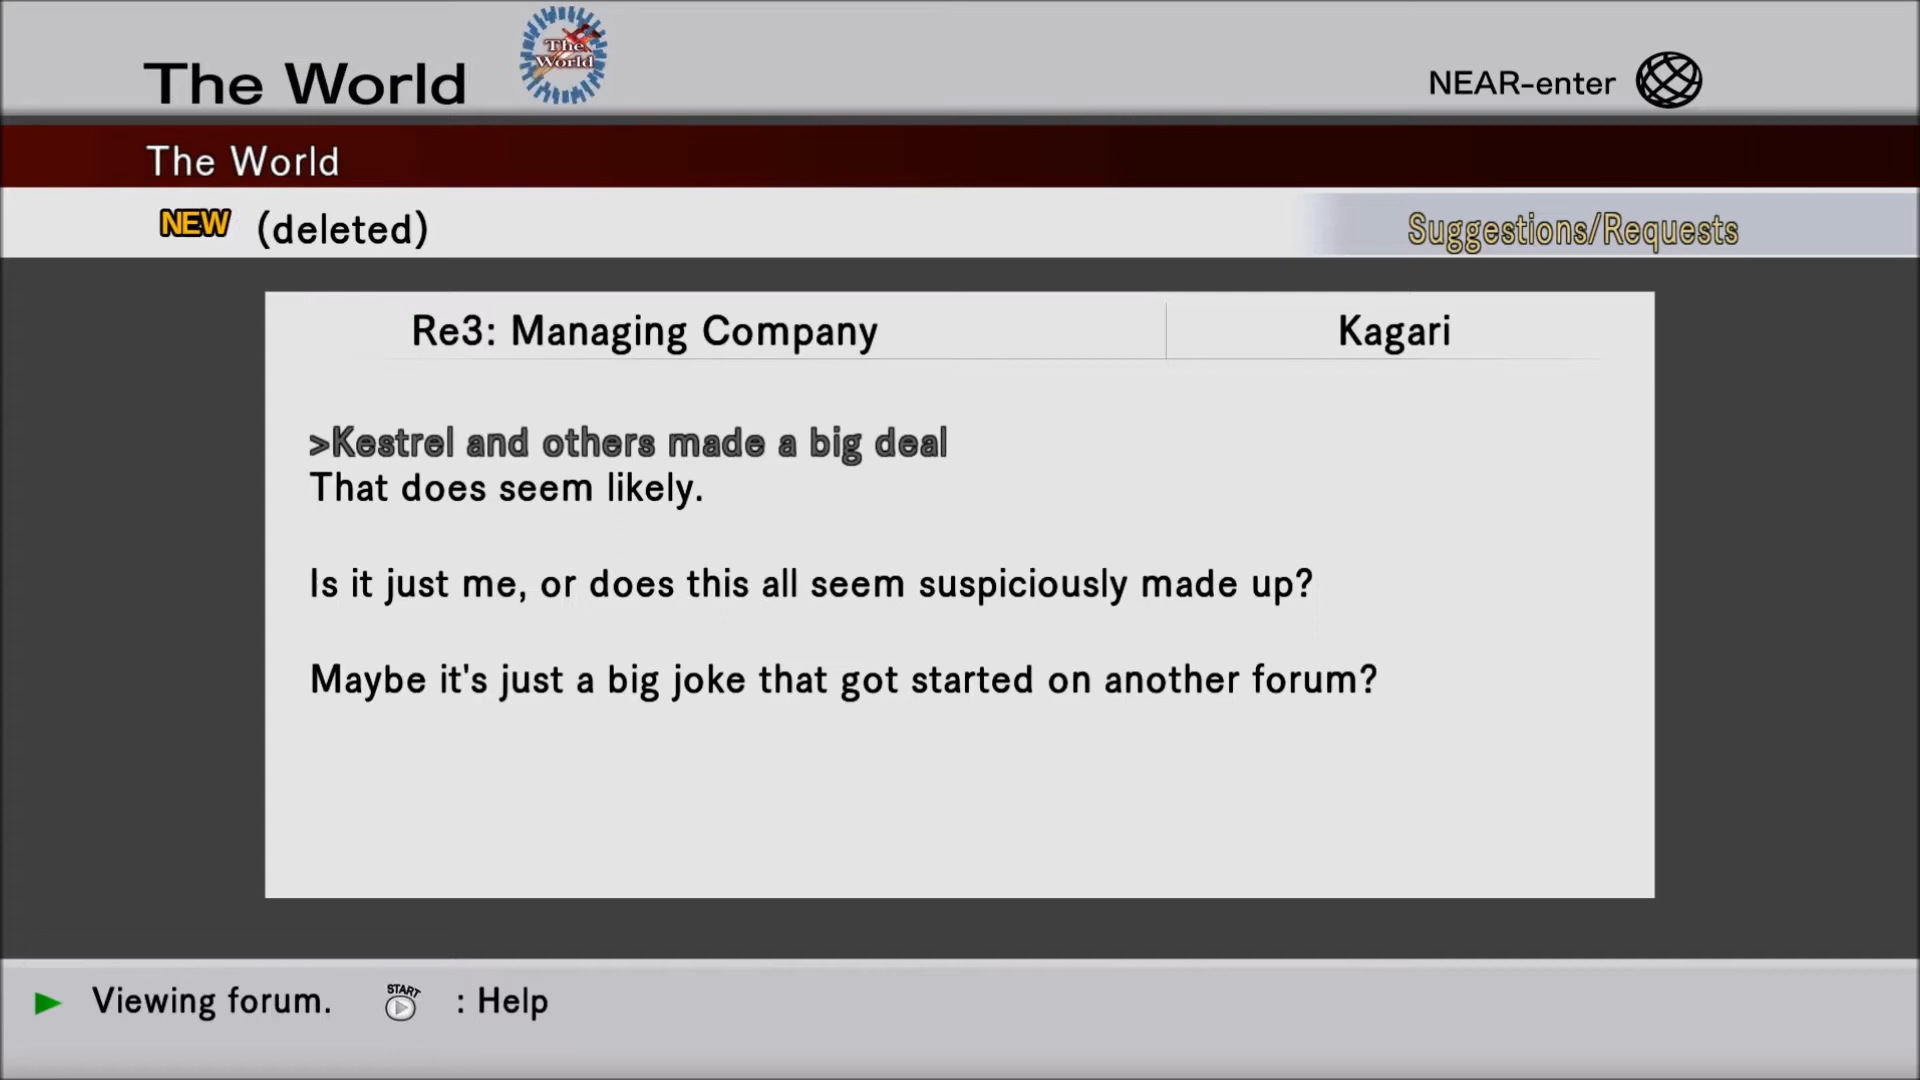 The World
The World
NEAR-enter
The World
NEW (deleted)
Suggestions/Requests
Re3: Managing Company
Kagari
>Kestrel and others made a big deal
That does seem likely.
Is it just me, or does this all seem suspiciously made up?
Maybe it's just a big joke that got started on another forum?
Viewing forum. START : Help